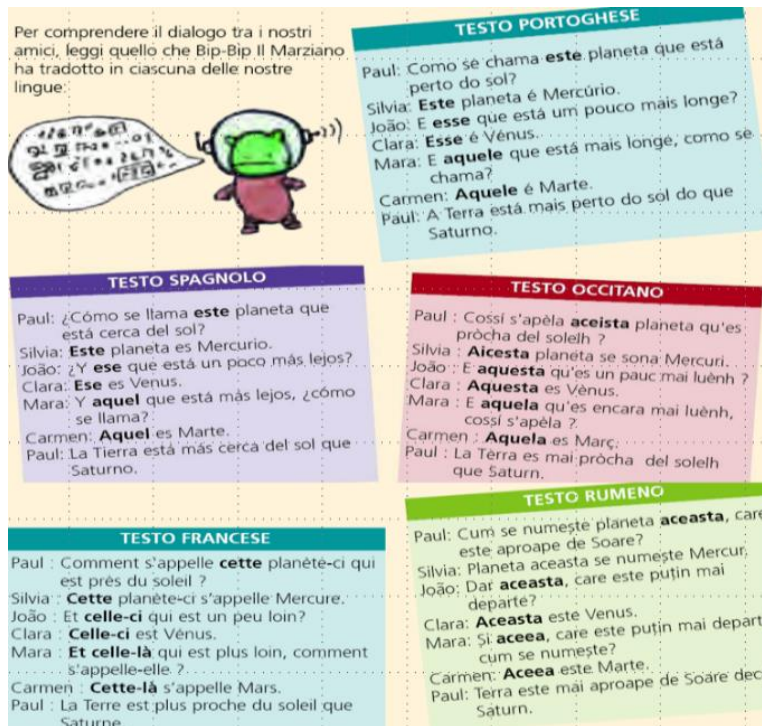 Per comprendere il dialogo tra i nostri
amici, leggi quello che Bip-Bip Il Marziano
ha tradotto in ciascuna delle nostre
lingue:
TESTO PORTOGHESE
Paul: Como se chama este planeta que está
perto do sol?
Silvia: Este planeta é Mercúrio.
João: E esse que está um pouco mais longe?
Clara: Esse é Vénus.
Mara: E aquele que está mais longe, como se
chama?
Carmen: Aquele é Marte.
Paul: A Terra está mais perto do sol do que
Saturno.
TESTO SPAGNOLO
Paul: ¿Cómo se llama este planeta que
está cerca del sol?
Silvia: Este planeta es Mercurio.
João: ¿Y ese que está un poco más lejos?
Clara: Ese es Venus.
Mara: Y aquel que está más lejos, ¿cómo
se llama?
Carmen: Aquel es Marte.
Paul: La Tierra está más cerca del sol que
Saturno.
TESTO OCCITANO
Paul : Cossí s'apèla aceista planeta qu'es
pròcha del solelh ?
Silvia : Aicesta planeta se sona Mercuri.
João : E aquesta qu'es un pauc mai luènh ?
Clara : Aquesta es Vènus.
Mara : E aquela qu'es encara mai luènh,
cossí s'apèla ?
Carmen : Aquela es Març.
Paul : La Tèrra es mai pròcha del solelh
que Saturn.
TESTO FRANCESE
Paul : Comment s'appelle cette planète-ci qui
est près du soleil ?
Silvia : Cette planète-ci s'appelle Mercure.
João : Et celle-ci qui est un peu loin?
Clara : Celle-ci est Vénus.
Mara : Et celle-là qui est plus loin, comment
s'appelle-elle ?
Carmen : Cette-là s'appelle Mars.
Paul : La Terre est plus proche du soleil que
Saturne
TESTO RUMENO
Paul: Cum se numește planeta aceasta, care
este aproape de Soare?
Silvia: Planeta aceasta se numește Mercur.
João: Dar aceasta, care este puțin mai
departe?
Clara: Aceasta este Venus.
Mara: Și aceea, care este puțin mai depart
cum se numește?
Carmen: Aceea este Marte.
Paul: Terra este mai aproape de Soare dec
Saturn.